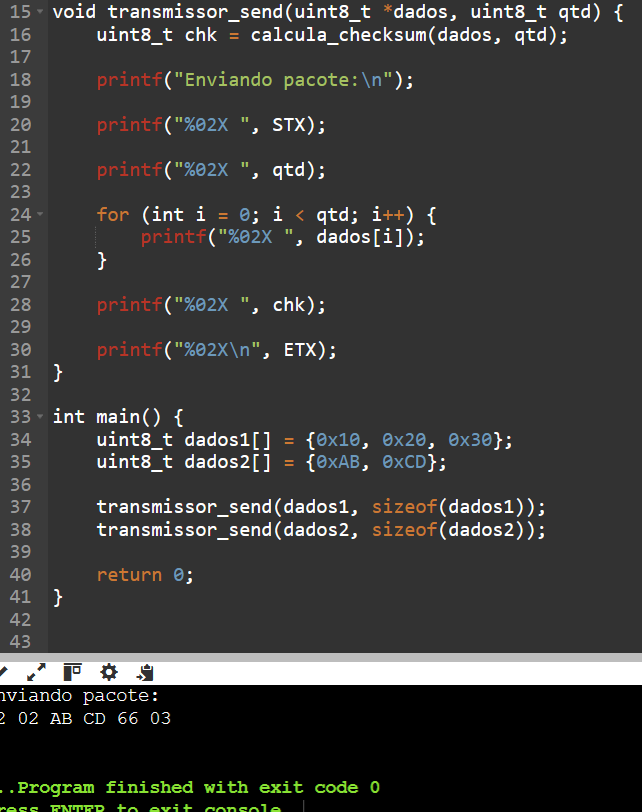 15 void transmissor_send(uint8_t *dados, uint8_t qtd) {
16     uint8_t chk = calcula_checksum(dados, qtd);
17
18     printf("Enviando pacote:\n");
19
20     printf("%02X ", STX);
21
22     printf("%02X ", qtd);
23
24     for (int i = 0; i < qtd; i++) {
25         printf("%02X ", dados[i]);
26     }
27
28     printf("%02X ", chk);
29
30     printf("%02X\n", ETX);
31 }
32
33 int main() {
34     uint8_t dados1[] = {0x10, 0x20, 0x30};
35     uint8_t dados2[] = {0xAB, 0xCD};
36
37     transmissor_send(dados1, sizeof(dados1));
38     transmissor_send(dados2, sizeof(dados2));
39
40     return 0;
41 }
42
43
nviando pacote:
2 02 AB CD 66 03
..Program finished with exit code 0
ress ENTER to exit console.